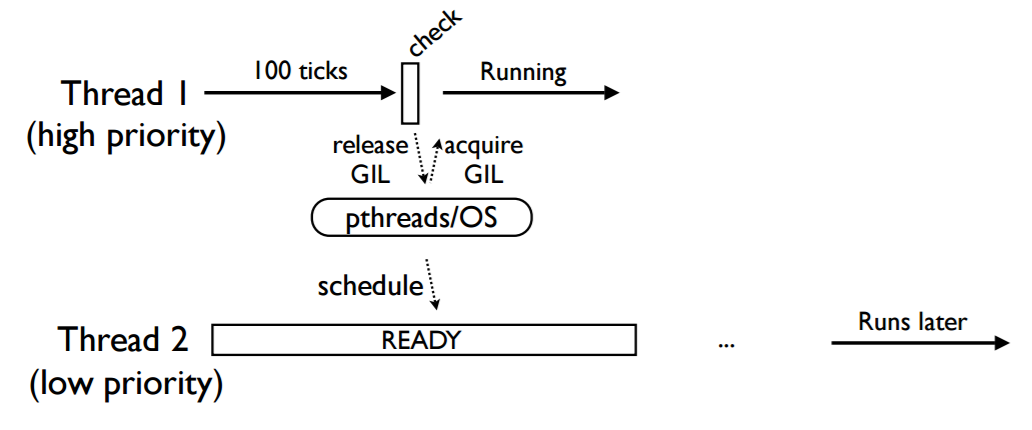 check
100 ticks
Running
Thread 1
(high priority)
release
GIL
acquire
GIL
pthreads/OS
schedule
Thread 2
(low priority)
READY
...
Runs later